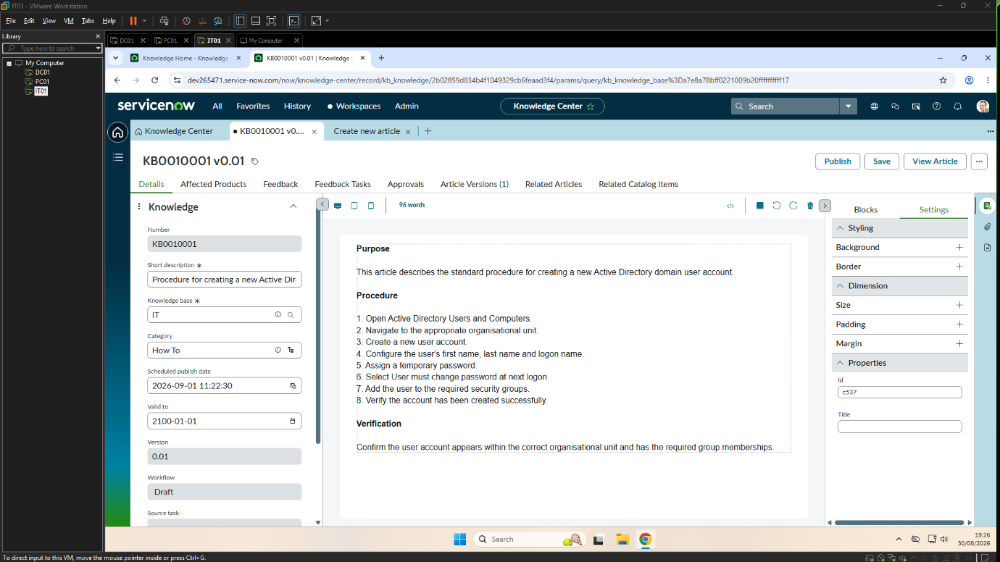 IT01 - VMware Workstation
File Edit View VM Tabs Help
Library
Type here to search
My Computer
DC01
PC01
IT01
DC01 PC01 IT01 My Computer
Knowledge Home - Knowledge KB0010001 v0.01 | Knowledge C
dev265471.service-now.com/now/knowledge-center/record/kb_knowledge/2b02859d834b4f1049329cb6feaad3f4/params/query/kb_knowledge_base%3Da7e8a78bff0221009b20ffffffffff17
servicenow All Favorites History Workspaces Admin Knowledge Center Search
Knowledge Center KB0010001 v0.... Create new article
KB0010001 v0.01
Publish Save View Article
Details Affected Products Feedback Feedback Tasks Approvals Article Versions (1) Related Articles Related Catalog Items
Knowledge
Number
KB0010001
Short description
Procedure for creating a new Active Dir
Knowledge base
IT
Category
How To
Scheduled publish date
2026-09-01 11:22:30
Valid to
2100-01-01
Version
0.01
Workflow
Draft
Source task
96 words
Purpose
This article describes the standard procedure for creating a new Active Directory domain user account.
Procedure
1. Open Active Directory Users and Computers.
2. Navigate to the appropriate organisational unit.
3. Create a new user account.
4. Configure the user's first name, last name and logon name.
5. Assign a temporary password.
6. Select User must change password at next logon.
7. Add the user to the required security groups.
8. Verify the account has been created successfully.
Verification
Confirm the user account appears within the correct organisational unit and has the required group memberships.
Blocks Settings
Styling
Background
Border
Dimension
Size
Padding
Margin
Properties
Id
c537
Title
Search
19:26
30/08/2026
To direct input to this VM, move the mouse pointer inside or press Ctrl+G.